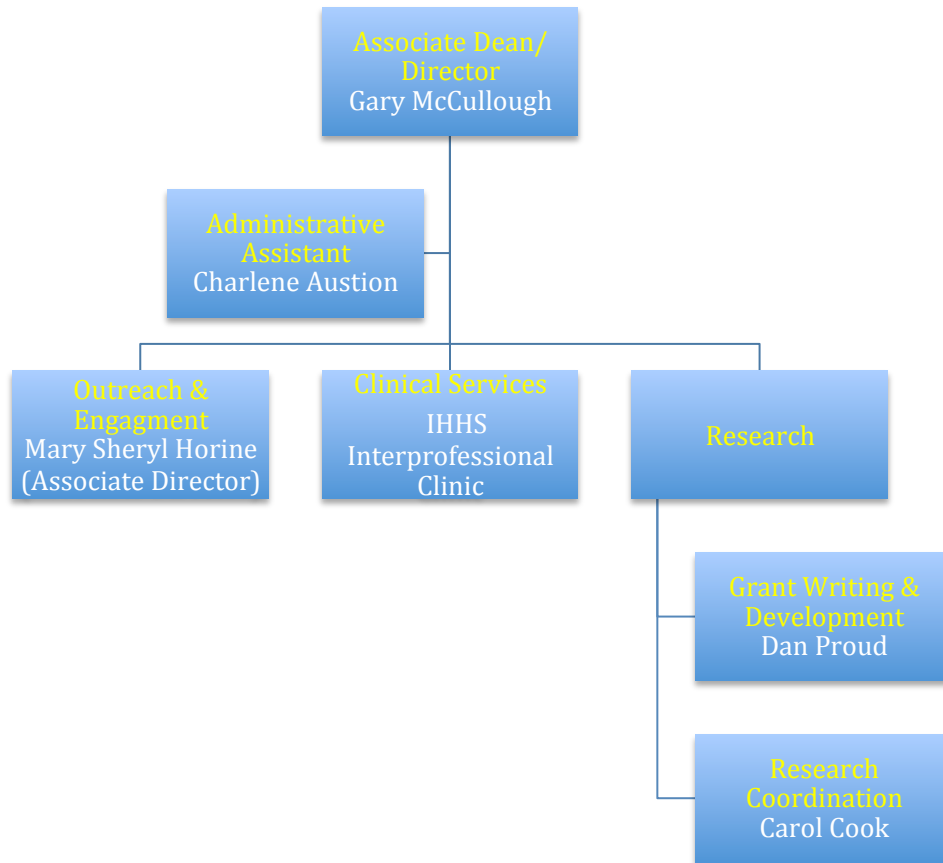 Associate Dean/
Director
Gary McCullough
Administrative
Assistant
Charlene Austion
Outreach &
Engagment
Mary Sheryl Horine
(Associate Director)
Clinical Services
IHHS
Interprofessional
Clinic
Research
Grant Writing &
Development
Dan Proud
Research
Coordination
Carol Cook